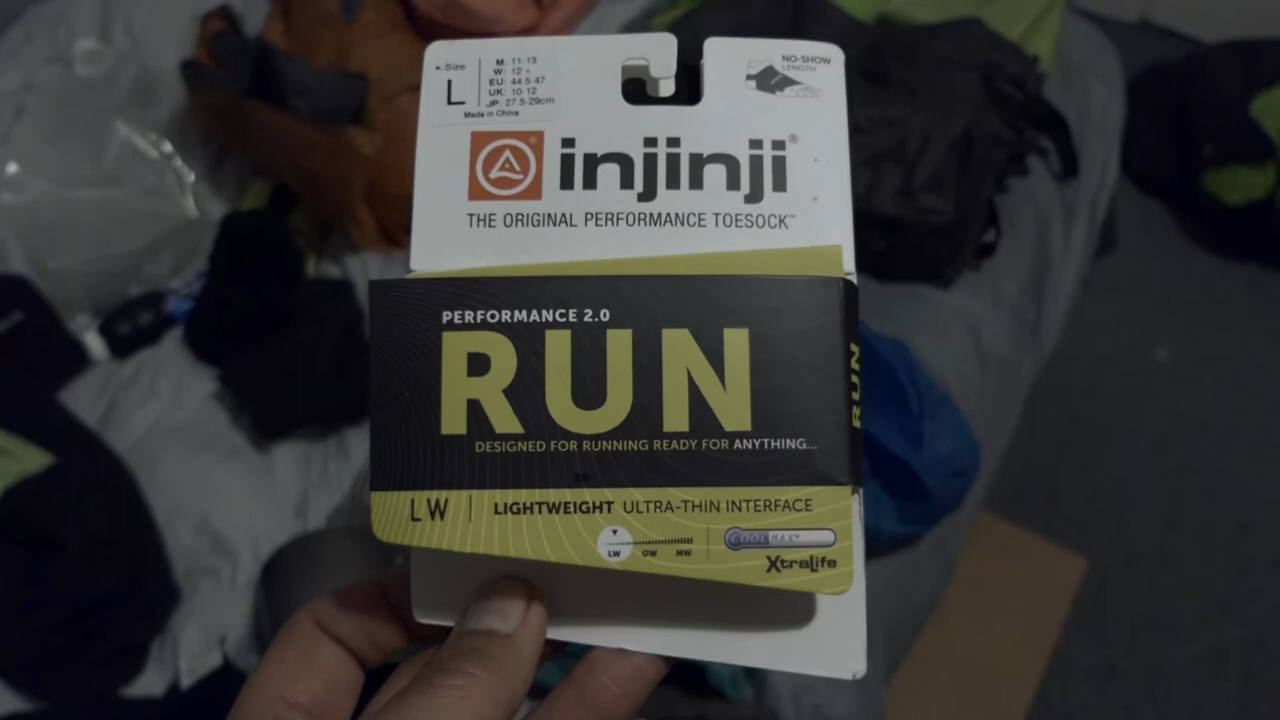 Size
L
M: 11-13
W: 12 +
EU: 44.5-47
UK: 10-12
JP: 27.5-29cm
Made in China
NO-SHOW
LENGTH
injinji®
THE ORIGINAL PERFORMANCE TOESOCK™
PERFORMANCE 2.0
RUN
DESIGNED FOR RUNNING READY FOR ANYTHING...
RUN
LW
LIGHTWEIGHT ULTRA-THIN INTERFACE
LW OW MW
COOLMAX®
XtraLife